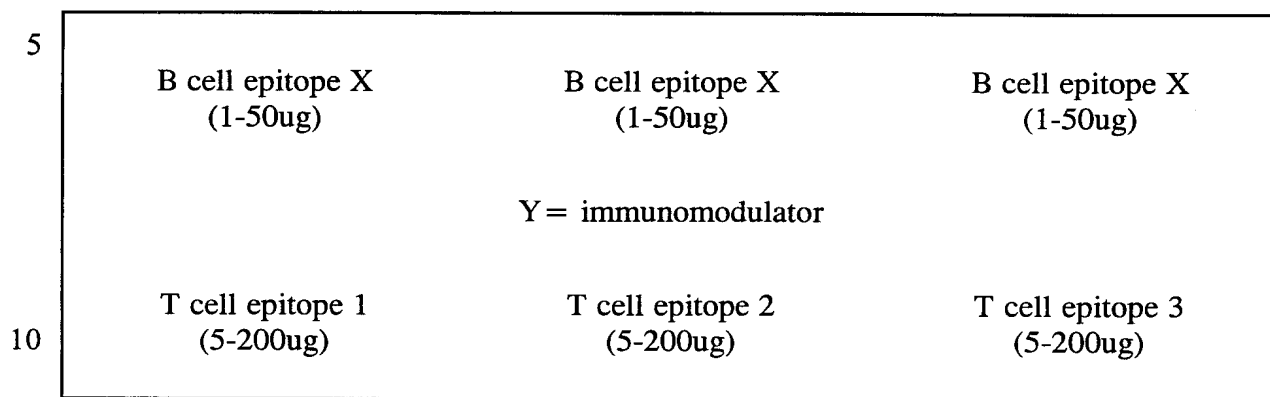 5
B cell epitope X B cell epitope X B cell epitope X
(1-50ug) (1-50ug) (1-50ug)
Y= immunomodulator
T cell epitope 1 T cell epitope 2 T cell epitope 3
10 (5-200ug) (5-200ug) (5-200ug)